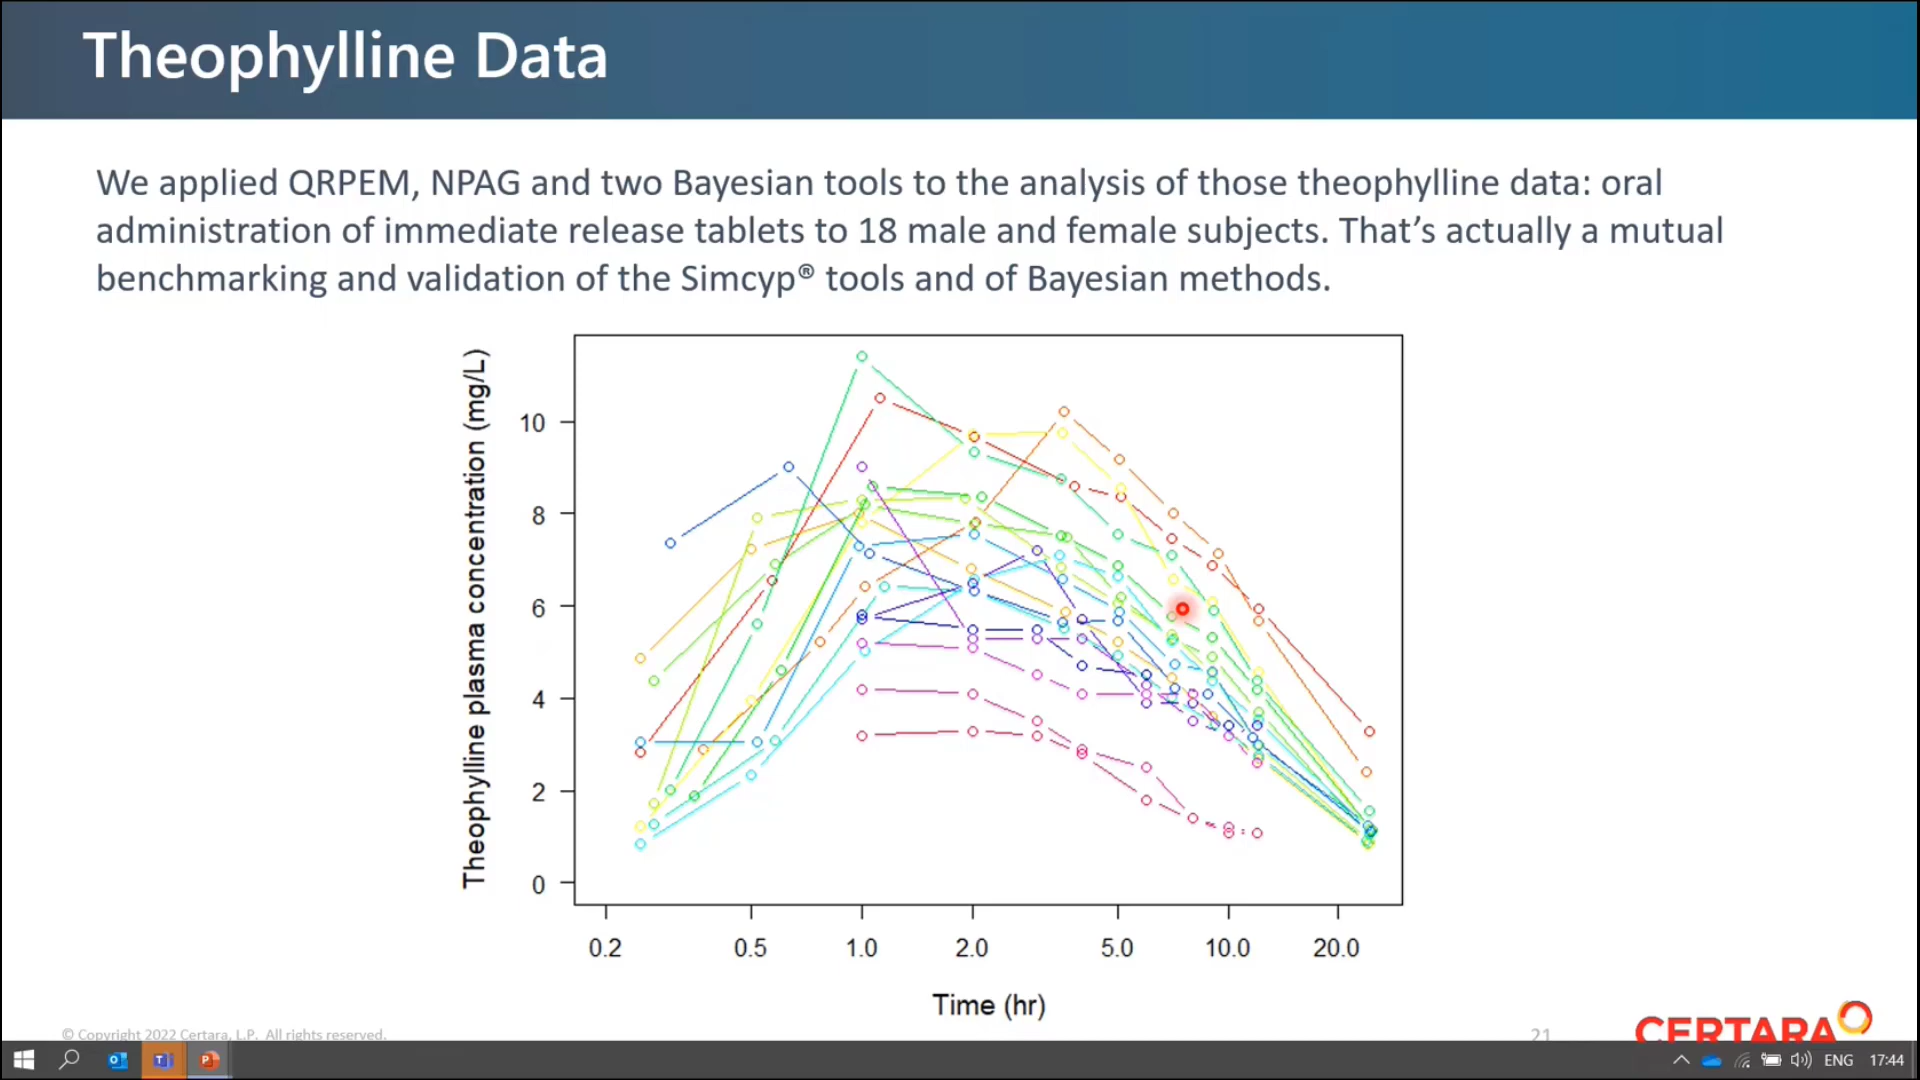 Theophylline Data
We applied QRPEM, NPAG and two Bayesian tools to the analysis of those theophylline data: oral
administration of immediate release tablets to 18 male and female subjects. That’s actually a mutual
benchmarking and validation of the Simcyp® tools and of Bayesian methods.
Theophylline plasma concentration (mg/L)
10
8
6
4
2
0
0.2 0.5 1.0 2.0 5.0 10.0 20.0
Time (hr)
© Copyright 2022 Certara, L.P. All rights reserved.
21
CERTARA
ENG 17:44